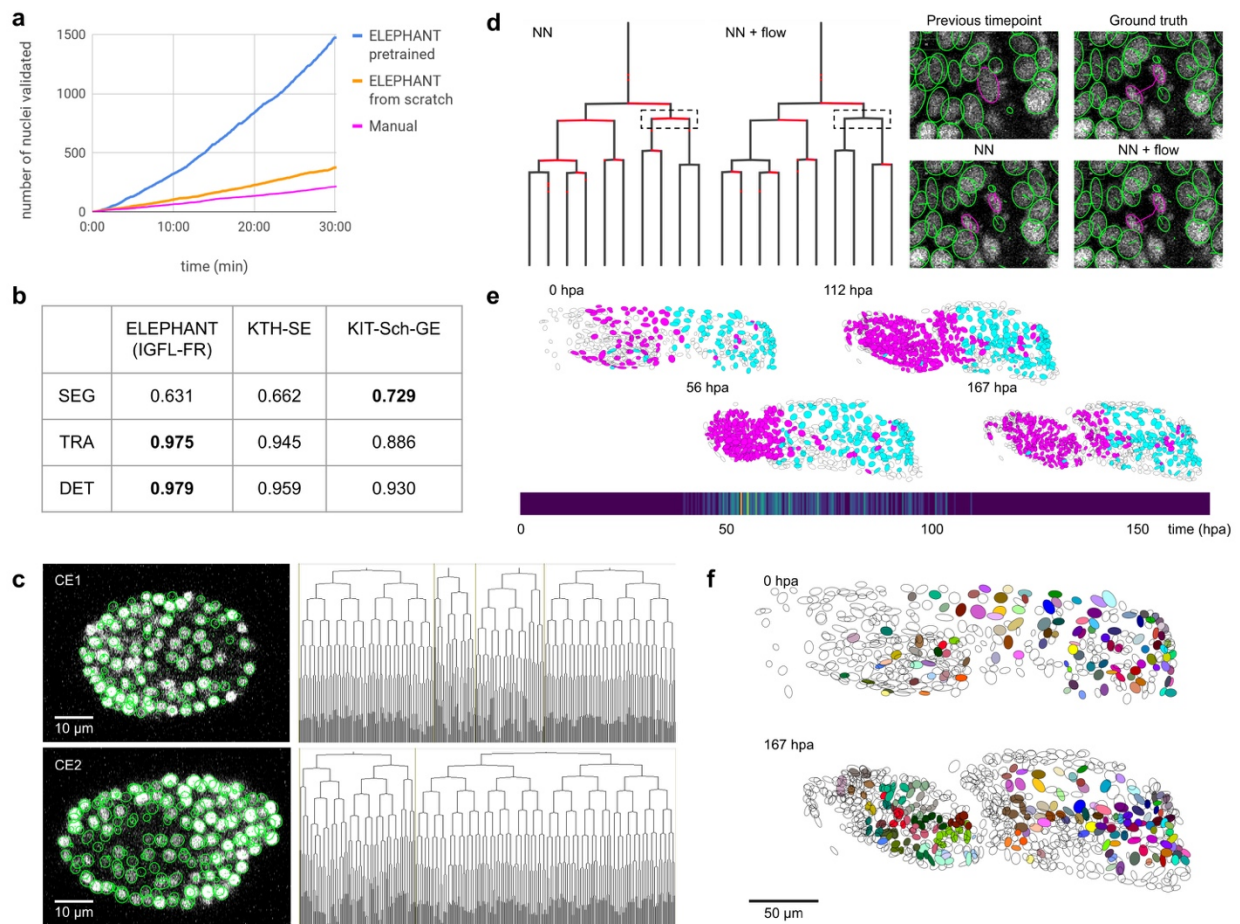 a
1500
1000
500
0
0:00
10:00
20:00
30:00
number of nuclei validated
time (min)
ELEPHANT
pretrained
ELEPHANT
from scratch
Manual
b
ELEPHANT
(IGFL-FR)
KTH-SE
KIT-Sch-GE
SEG
0.631
0.662
0.729
TRA
0.975
0.945
0.886
DET
0.979
0.959
0.930
c
CE1
10 µm
CE2
10 µm
d
NN
NN + flow
Previous timepoint
Ground truth
NN
NN + flow
e
0 hpa
112 hpa
56 hpa
167 hpa
0
50
100
150
time (hpa)
f
0 hpa
167 hpa
50 µm